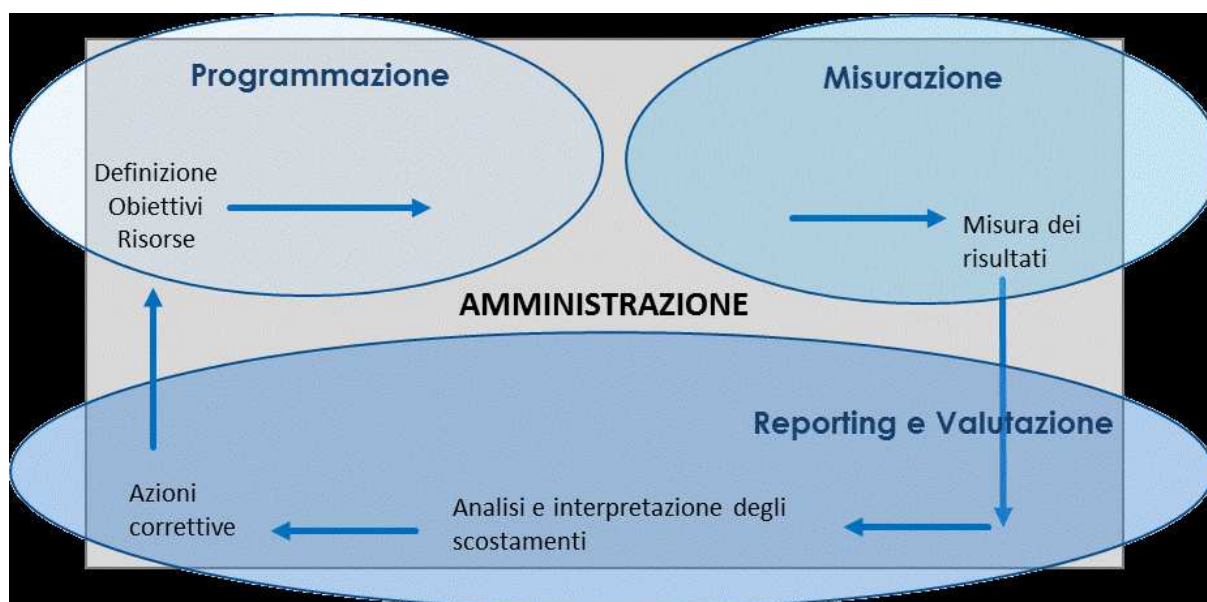 Programmazione
Misurazione
Definizione
Obiettivi
Risorse
Misura dei
risultati
AMMINISTRAZIONE
Reporting e Valutazione
Azioni
correttive
Analisi e interpretazione degli
scostamenti